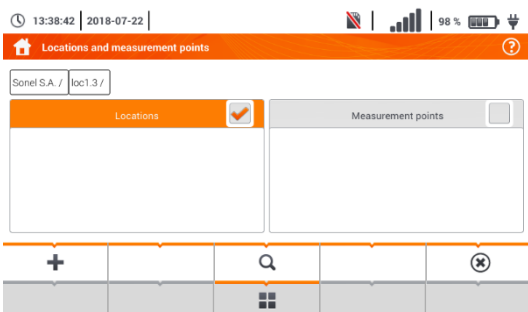 13:38:42 2018-07-22 98 %
Locations and measurement points
Sonel S.A. / loc1.3 /
Locations Measurement points